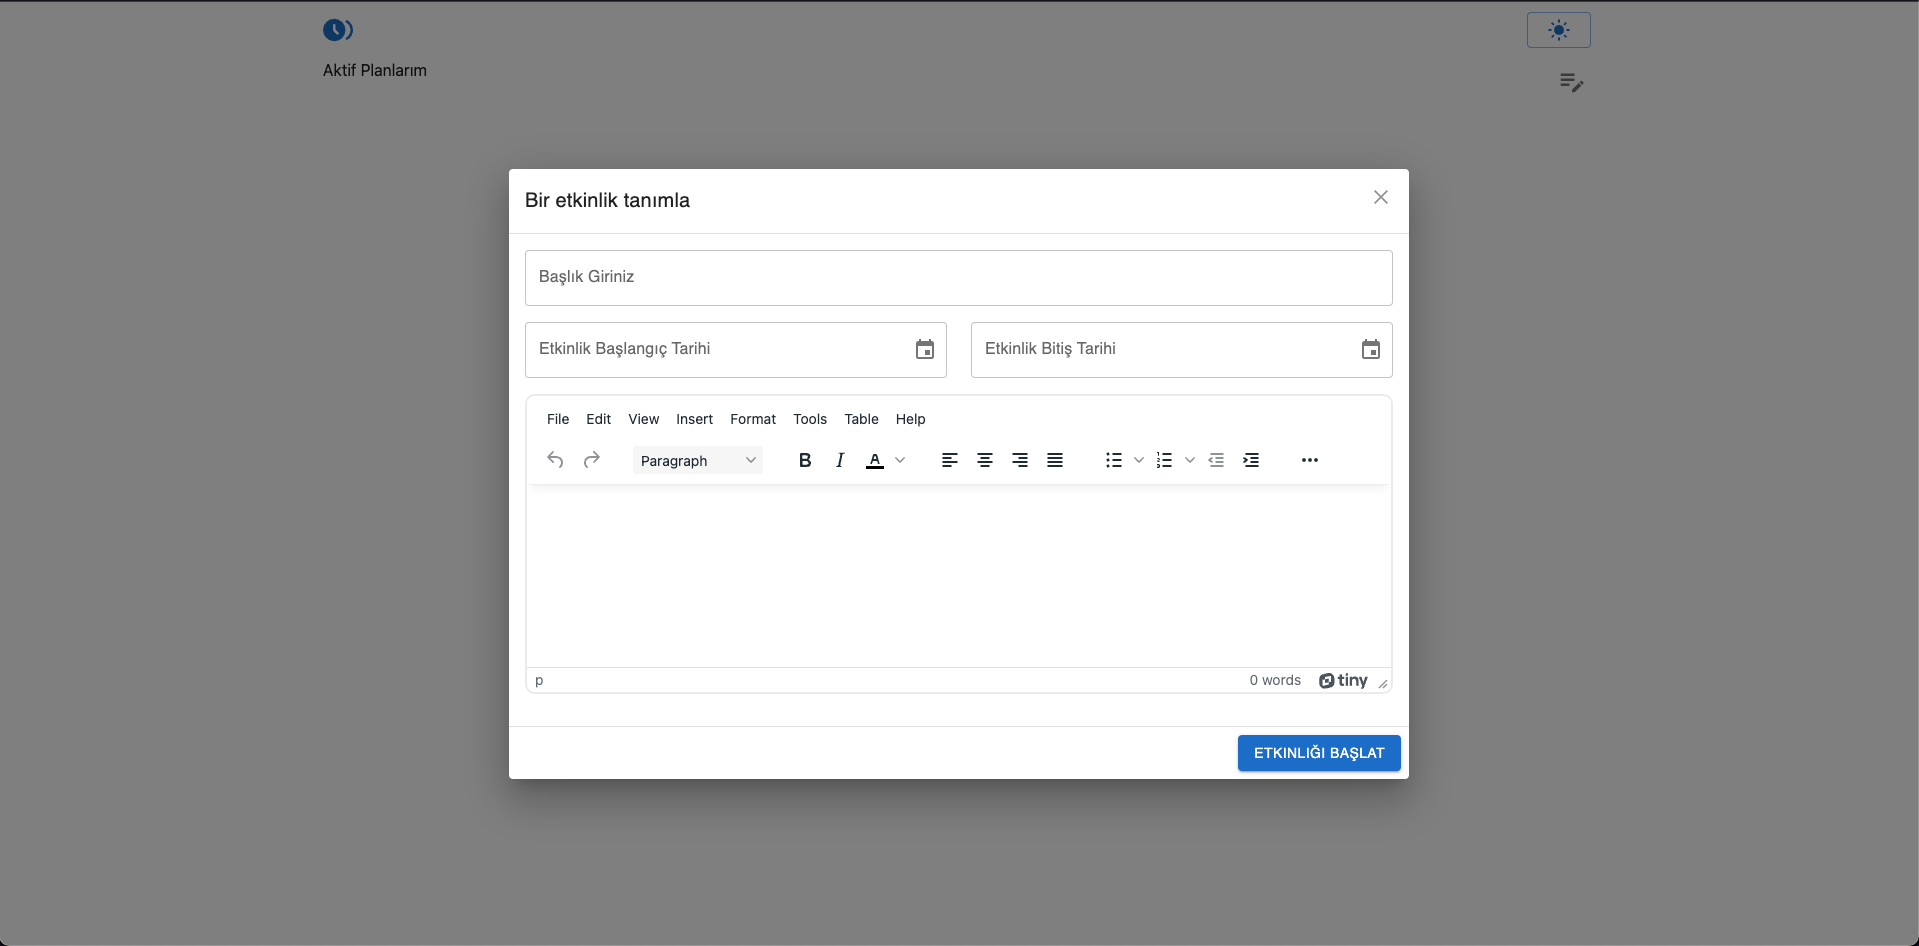 Aktif Planlarım
Bir etkinlik tanımla
Başlık Giriniz
Etkinlik Başlangıç Tarihi Etkinlik Bitiş Tarihi
File Edit View Insert Format Tools Table Help
Paragraph B I A
p 0 words tiny
ETKINLIĞI BAŞLAT